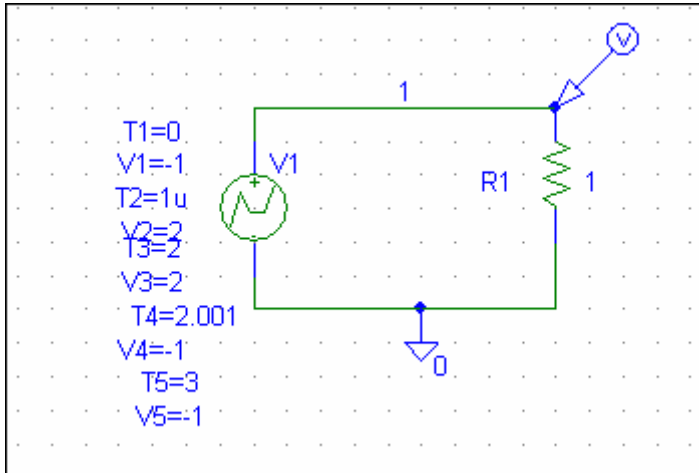 V
1
T1=0
V1=-1
V1
T2=1u
R1
1
V2=2
T3=2
V3=2
T4=2.001
V4=-1
0
T5=3
V5=-1